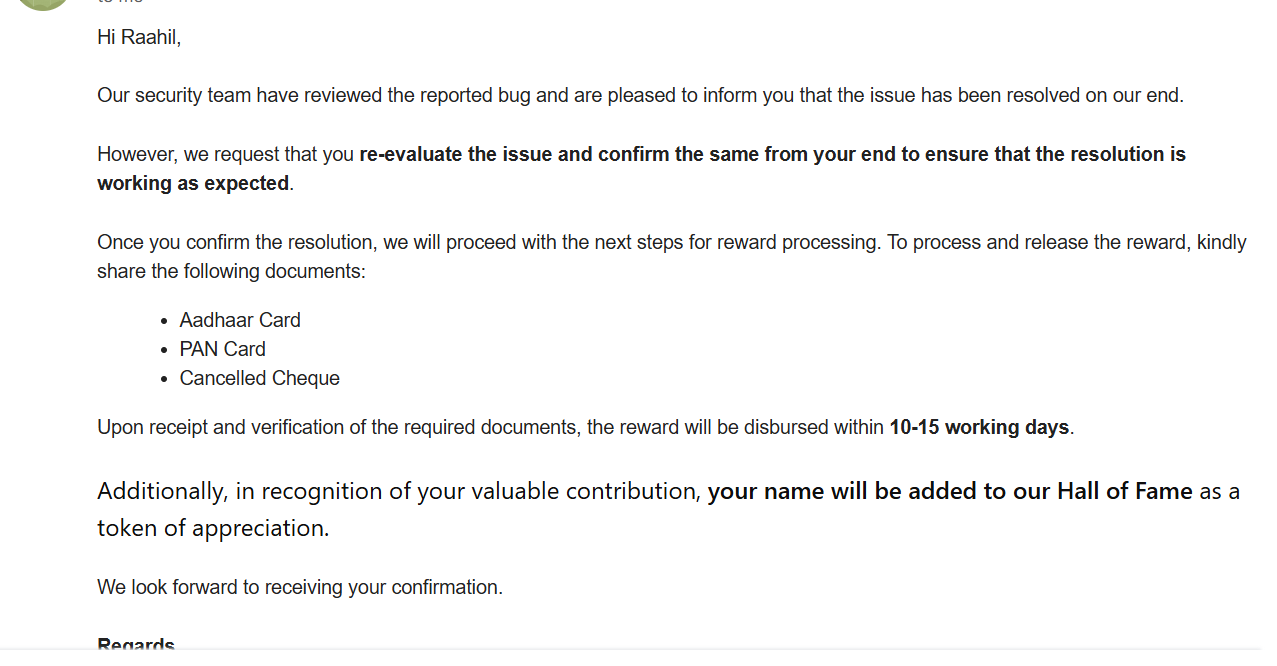 to me
Hi Raahil,
Our security team have reviewed the reported bug and are pleased to inform you that the issue has been resolved on our end.
However, we request that you re-evaluate the issue and confirm the same from your end to ensure that the resolution is
working as expected.
Once you confirm the resolution, we will proceed with the next steps for reward processing. To process and release the reward, kindly
share the following documents:
• Aadhaar Card
• PAN Card
• Cancelled Cheque
Upon receipt and verification of the required documents, the reward will be disbursed within 10-15 working days.
Additionally, in recognition of your valuable contribution, your name will be added to our Hall of Fame as a
token of appreciation.
We look forward to receiving your confirmation.
Regards